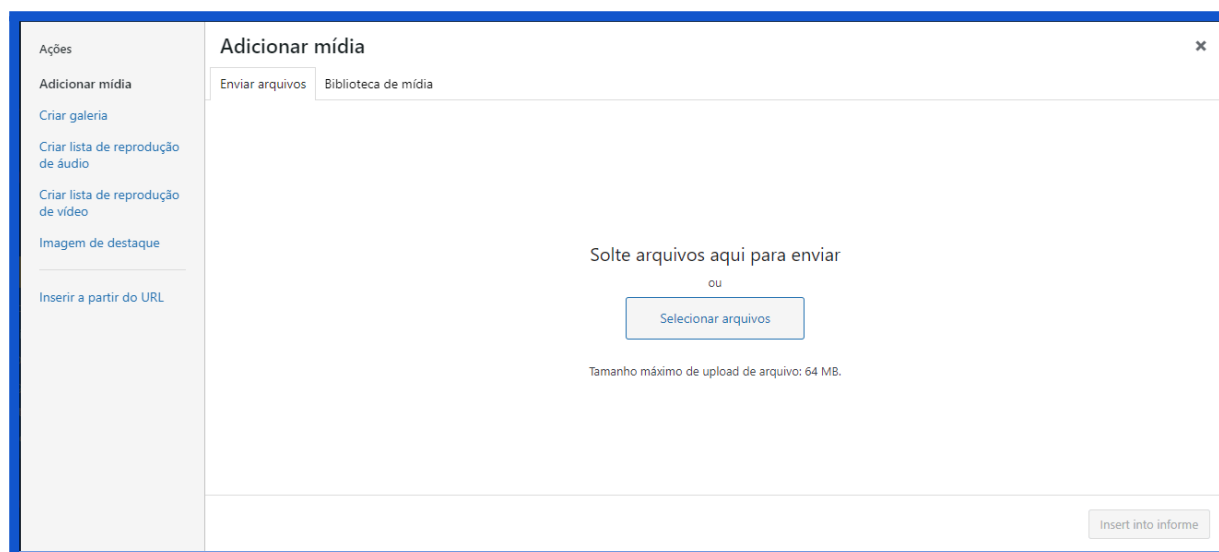 Ações
Adicionar mídia
Criar galeria
Criar lista de reprodução
de áudio
Criar lista de reprodução
de vídeo
Imagem de destaque
Inserir a partir do URL
Adicionar mídia
Enviar arquivos
Biblioteca de mídia
Solte arquivos aqui para enviar
ou
Selecionar arquivos
Tamanho máximo de upload de arquivo: 64 MB.
Insert into informe